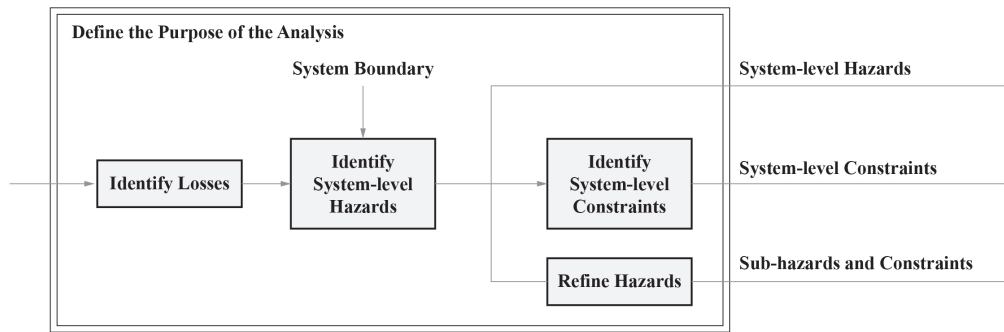 Define the Purpose of the Analysis
System Boundary
System-level Hazards
Identify Losses
Identify
System-level
Hazards
Identify
System-level
Constraints
System-level Constraints
Refine Hazards
Sub-hazards and Constraints